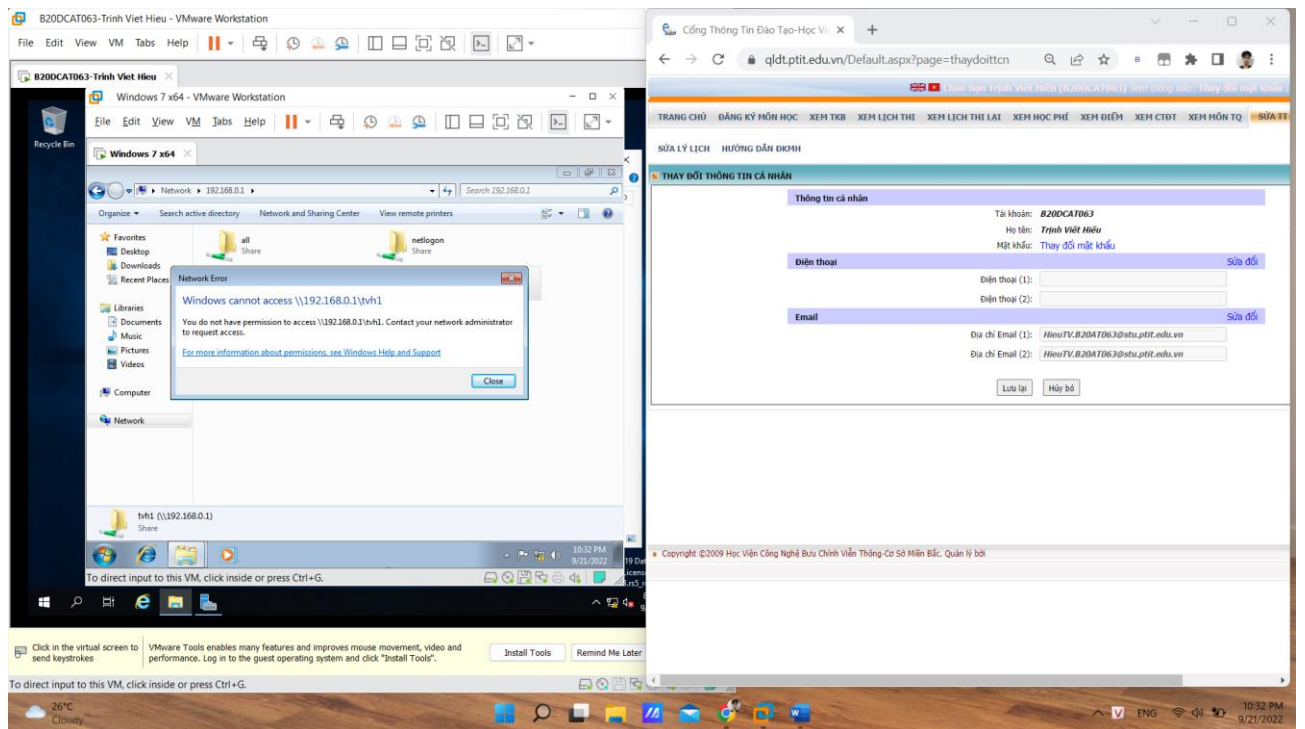 B20DCAT063-Trinh Viet Hieu - VMware Workstation
File Edit View VM Tabs Help
B20DCAT063-Trinh Viet Hieu
Recycle Bin
Windows 7 x64 - VMware Workstation
File Edit View VM Tabs Help
Windows 7 x64
Network 192.168.0.1
Search 192.168.0.1
Organize Search active directory Network and Sharing Center View remote printers
Favorites
Desktop
Downloads
Recent Places
Libraries
Documents
Music
Pictures
Videos
Computer
Network
all
Share
netlogon
Share
Network Error
Windows cannot access \\192.168.0.1\tvh1
You do not have permission to access \\192.168.0.1\tvh1. Contact your network administrator
to request access.
For more information about permissions, see Windows Help and Support
Close
tvh1 (\\192.168.0.1)
Share
10:32 PM
9/21/2022
To direct input to this VM, click inside or press Ctrl+G.
Click in the virtual screen to
send keystrokes
VMware Tools enables many features and improves mouse movement, video and
performance. Log in to the guest operating system and click "Install Tools".
Install Tools
Remind Me Later
To direct input to this VM, click inside or press Ctrl+G.
Cổng Thông Tin Đào Tạo-Học Vi
qldt.ptit.edu.vn/Default.aspx?page=thaydoittcn
Chào bạn Trịnh Viết Hiếu (B20DCAT063) Xem thông báo | Thay đổi mật khẩu |
TRANG CHỦ ĐĂNG KÝ MÔN HỌC XEM TKB XEM LỊCH THI XEM LỊCH THI LẠI XEM HỌC PHÍ XEM ĐIỂM XEM CTĐT XEM MÔN TQ SỬA TT
SỬA LÝ LỊCH HƯỚNG DẪN ĐKMH
THAY ĐỔI THÔNG TIN CÁ NHÂN
Thông tin cá nhân
Tài khoản: B20DCAT063
Họ tên: Trịnh Viết Hiếu
Mật khẩu: Thay đổi mật khẩu
Điện thoại Sửa đổi
Điện thoại (1):
Điện thoại (2):
Email Sửa đổi
Địa chỉ Email (1): HieuTV.B20AT063@stu.ptit.edu.vn
Địa chỉ Email (2): HieuTV.B20AT063@stu.ptit.edu.vn
Lưu lại Hủy bỏ
Copyright ©2009 Học Viện Công Nghệ Bưu Chính Viễn Thông-Cơ Sở Miền Bắc. Quản lý bởi
26°C
Cloudy
ENG
10:32 PM
9/21/2022